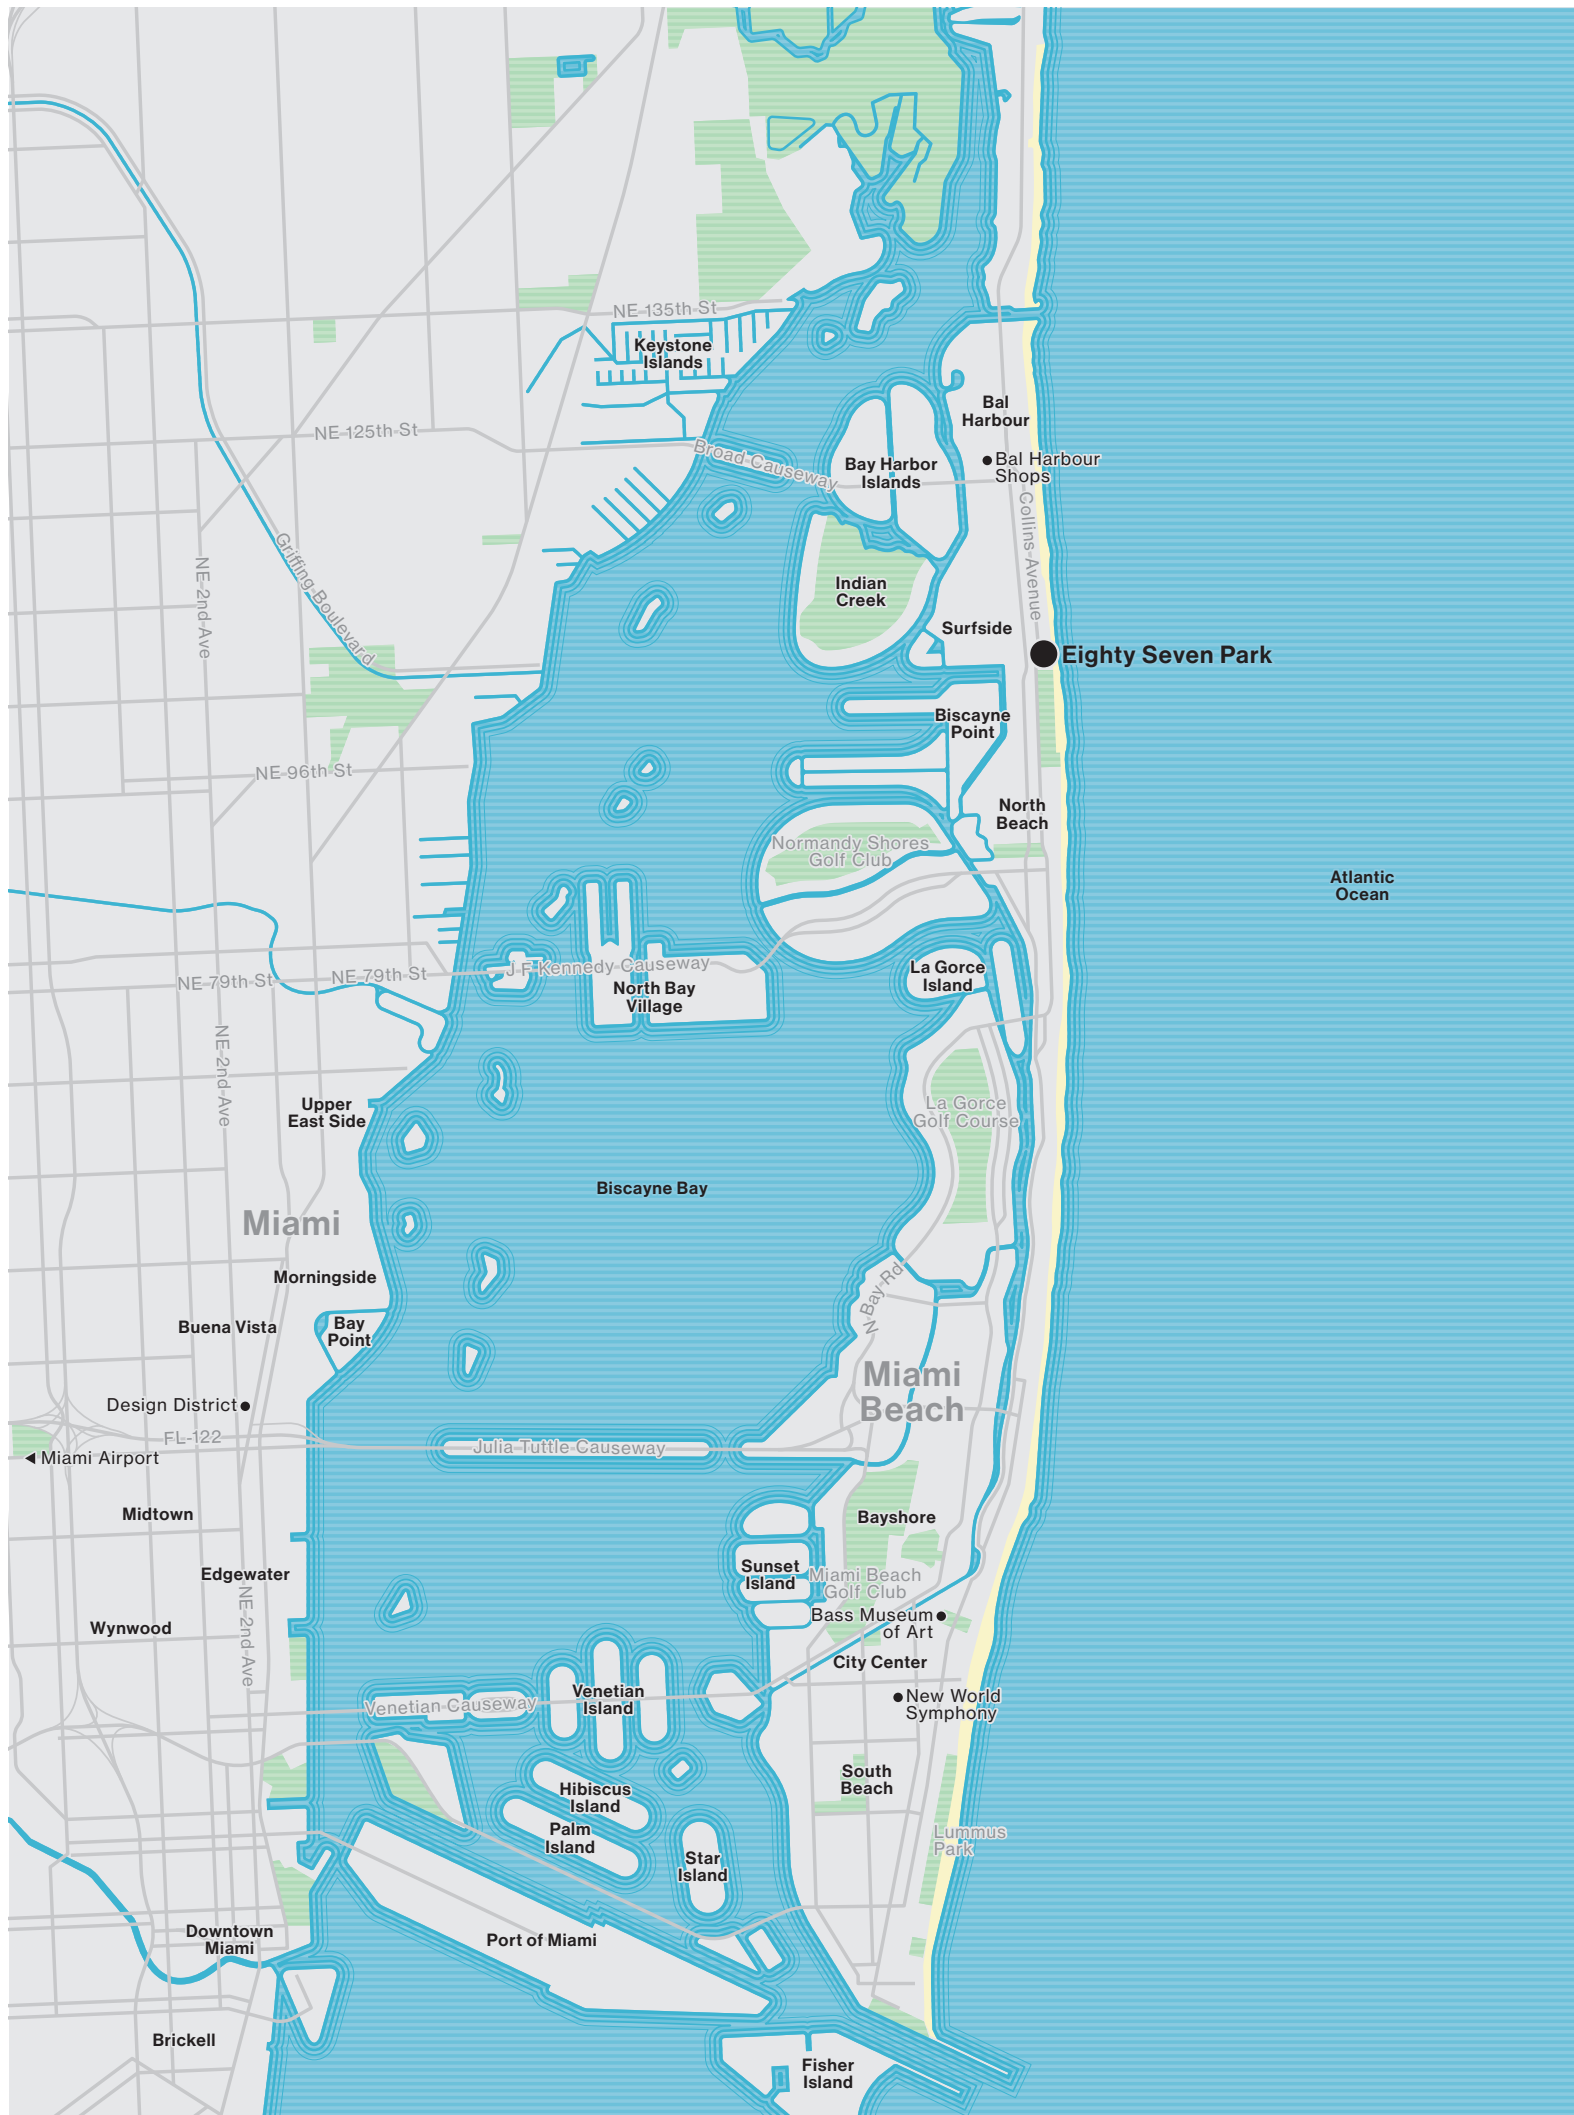 NE 135th St
Keystone
Islands
Bal
Harbour
NE 125th St
Broad Causeway
Bay Harbor
Islands
Bal Harbour
Shops
Collins Avenue
Griffing Boulevard
NE 2nd Ave
Indian
Creek
Surfside
Eighty Seven Park
Biscayne
Point
NE 96th St
North
Beach
Normandy Shores
Golf Club
Atlantic
Ocean
NE 79th St
NE 79th St
J F Kennedy Causeway
La Gorce
Island
North Bay
Village
NE 2nd Ave
Upper
East Side
La Gorce
Golf Course
Biscayne Bay
Miami
Morningside
N Bay Rd
Buena Vista
Bay
Point
Miami
Beach
Design District
FL-122
Julia Tuttle Causeway
Miami Airport
Midtown
Bayshore
Edgewater
Sunset
Island
Miami Beach
Golf Club
NE 2nd Ave
Wynwood
Bass Museum
of Art
City Center
Venetian Causeway
Venetian
Island
New World
Symphony
South
Beach
Hibiscus
Island
Palm
Island
Lummus
Park
Star
Island
Downtown
Miami
Port of Miami
Brickell
Fisher
Island